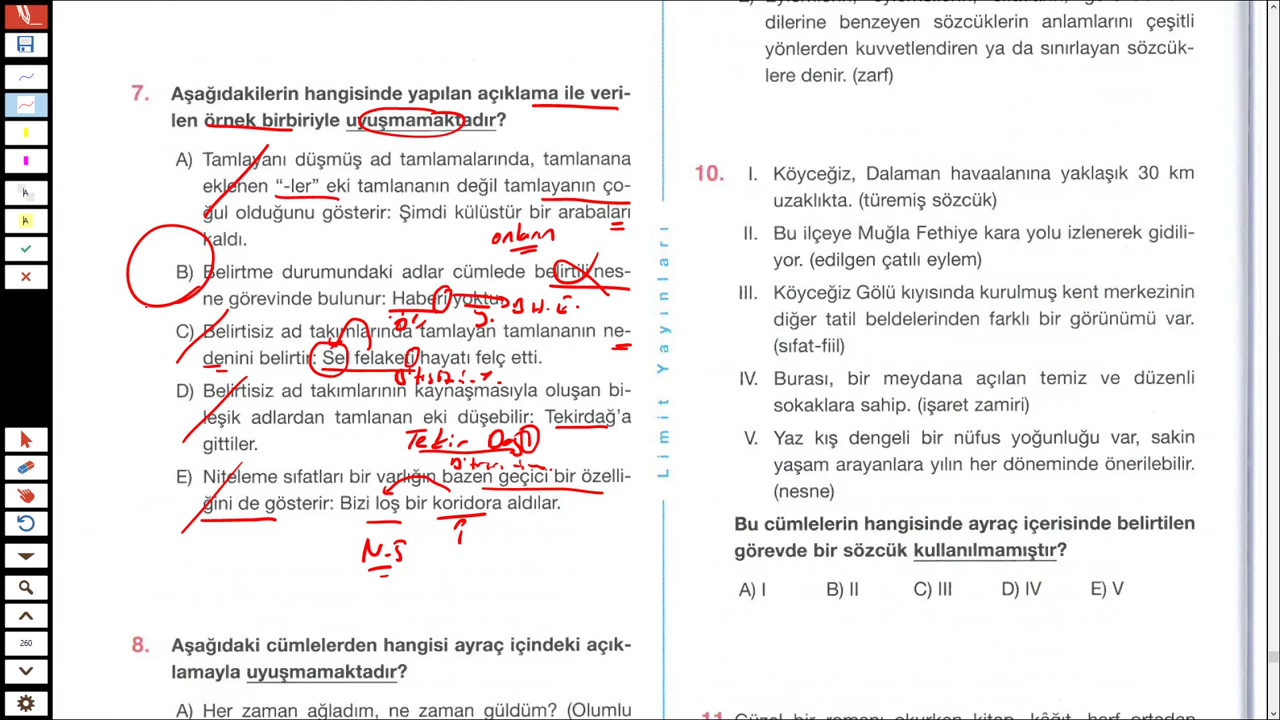 7. Aşağıdakilerin hangisinde yapılan açıklama ile veri-
len örnek birbiriyle uyuşmamaktadır?
A) Tamlayanı düşmüş ad tamlamalarında, tamlanana
eklenen “-ler” eki tamlananın değil tamlayanın ço-
ğul olduğunu gösterir: Şimdi külüstür bir arabaları
kaldı.
onların
B) Belirtme durumundaki adlar cümlede belirtili nes-
ne görevinde bulunur: Haberi yoktu.
C) Belirtisiz ad takımlarında tamlayan tamlananın ne-
denini belirtir: Sel felaketi hayatı felç etti.
D) Belirtisiz ad takımlarının kaynaşmasıyla oluşan bi-
leşik adlardan tamlanan eki düşebilir: Tekirdağ’a
gittiler.
Tekir Dağı
E) Niteleme sıfatları bir varlığın bazen geçici bir özelli-
ğini de gösterir: Bizi loş bir koridora aldılar.
N.S
8. Aşağıdaki cümlelerden hangisi ayraç içindeki açık-
lamayla uyuşmamaktadır?
A) Her zaman ağladım, ne zaman güldüm? (Olumlu
dilerine benzeyen sözcüklerin anlamlarını çeşitli
yönlerden kuvvetlendiren ya da sınırlayan sözcük-
lere denir. (zarf)
10. I. Köyceğiz, Dalaman havaalanına yaklaşık 30 km
uzaklıkta. (türemiş sözcük)
II. Bu ilçeye Muğla Fethiye kara yolu izlenerek gidili-
yor. (edilgen çatılı eylem)
III. Köyceğiz Gölü kıyısında kurulmuş kent merkezinin
diğer tatil beldelerinden farklı bir görünümü var.
(sıfat-fiil)
IV. Burası, bir meydana açılan temiz ve düzenli
sokaklara sahip. (işaret zamiri)
V. Yaz kış dengeli bir nüfus yoğunluğu var, sakin
yaşam arayanlara yılın her döneminde önerilebilir.
(nesne)
Bu cümlelerin hangisinde ayraç içerisinde belirtilen
görevde bir sözcük kullanılmamıştır?
A) I B) II C) III D) IV E) V
Limit Yayınları
260